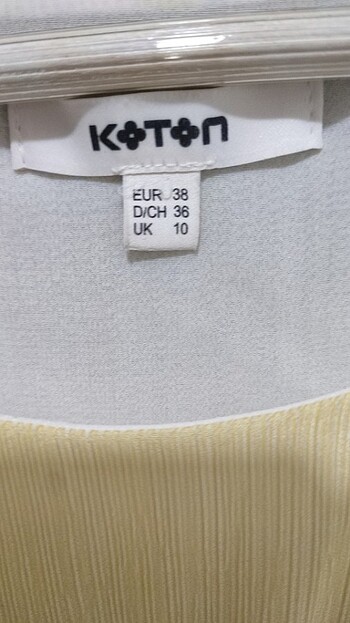 KOTON
EUR 38
D/CH 36
UK 10